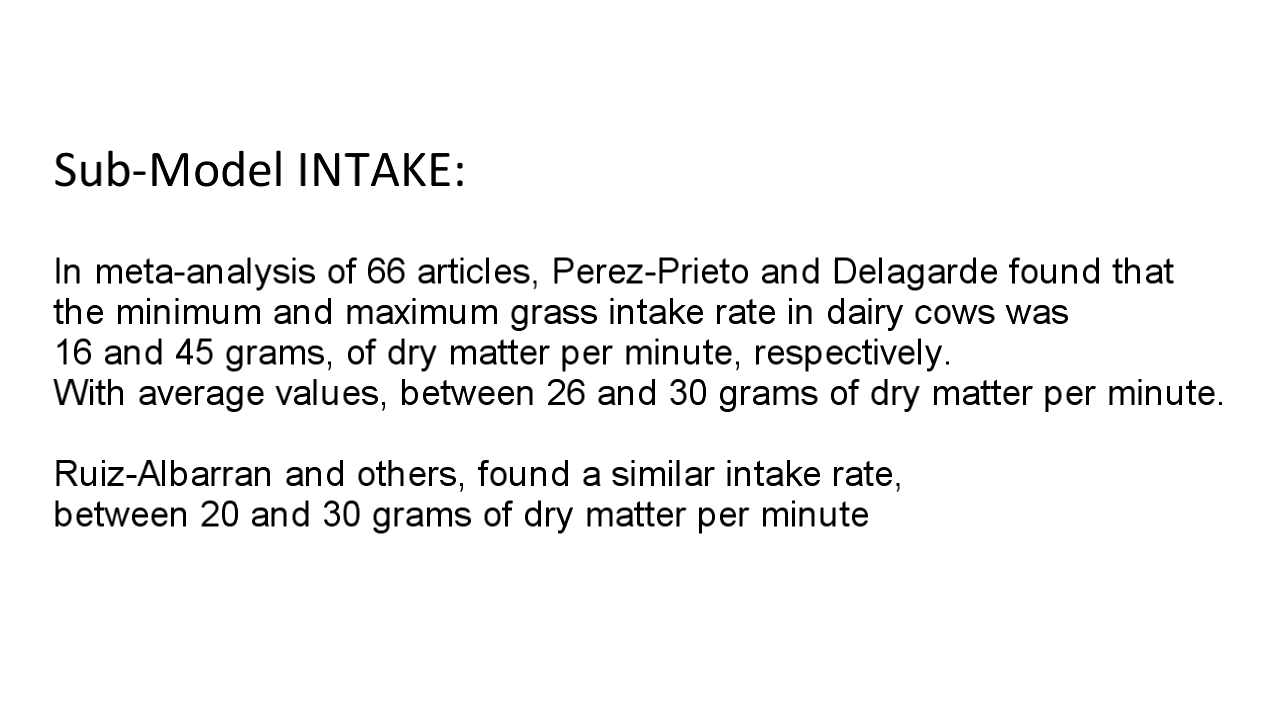 Sub-Model INTAKE:
In meta-analysis of 66 articles, Perez-Prieto and Delagarde found that
the minimum and maximum grass intake rate in dairy cows was
16 and 45 grams, of dry matter per minute, respectively.
With average values, between 26 and 30 grams of dry matter per minute.
Ruiz-Albarran and others, found a similar intake rate,
between 20 and 30 grams of dry matter per minute